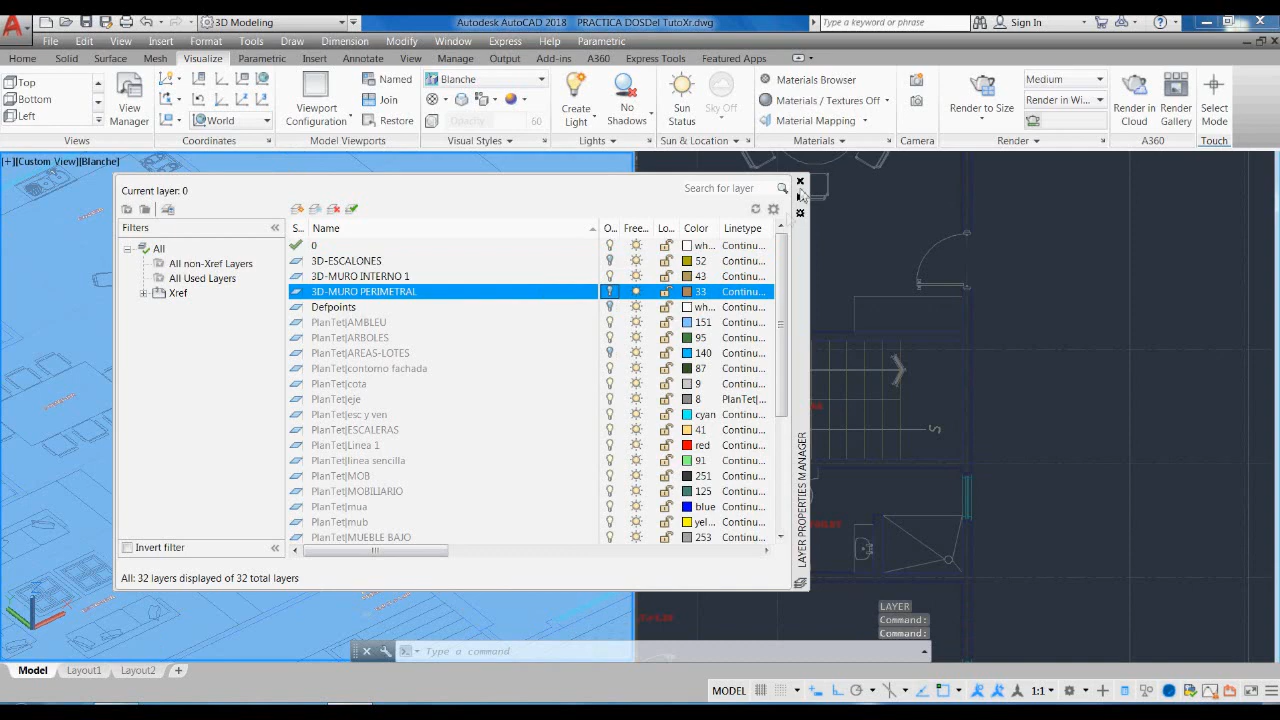 3D Modeling
Autodesk AutoCAD 2018 PRACTICA DOSDel TutoXr.dwg
Type a keyword or phrase
Sign In
File Edit View Insert Format Tools Draw Dimension Modify Window Express Help Parametric
Home Solid Surface Mesh Visualize Parametric Insert Annotate View Manage Output Add-ins A360 Express Tools Featured Apps
Top
Bottom
Left
View
Manager
World
Viewport
Configuration
Named
Join
Restore
Blanche
Opacity 60
Create
Light
No
Shadows
Sun
Status
Sky Off
Materials Browser
Materials / Textures Off
Material Mapping
Render to Size
Medium
Render in Wi...
Render in
Cloud
Render
Gallery
Select
Mode
Views Coordinates Model Viewports Visual Styles Lights Sun & Location Materials Camera Render A360 Touch
[+][Custom View][Blanche]
Current layer: 0
Search for layer
Filters
All
All non-Xref Layers
All Used Layers
Xref
Invert filter
S.. Name O.. Free... Lo... Color Linetype
0 wh... Continu...
3D-ESCALONES 52 Continu...
3D-MURO INTERNO 1 43 Continu...
3D-MURO PERIMETRAL 33 Continu...
Defpoints wh... Continu...
PlanTet|AMBLEU 151 Continu...
PlanTet|ARBOLES 95 Continu...
PlanTet|AREAS-LOTES 140 Continu...
PlanTet|contorno fachada 87 Continu...
PlanTet|cota 9 Continu...
PlanTet|eje 8 PlanTet|...
PlanTet|esc y ven cyan Continu...
PlanTet|ESCALERAS 41 Continu...
PlanTet|Linea 1 red Continu...
PlanTet|linea sencilla 91 Continu...
PlanTet|MOB 251 Continu...
PlanTet|MOBILIARIO 125 Continu...
PlanTet|mua blue Continu...
PlanTet|mub yel... Continu...
PlanTet|MUEBLE BAJO 253 Continu...
All: 32 layers displayed of 32 total layers
LAYER PROPERTIES MANAGER
S
LAYER
Command:
Command:
Type a command
Model Layout1 Layout2 +
MODEL
1:1